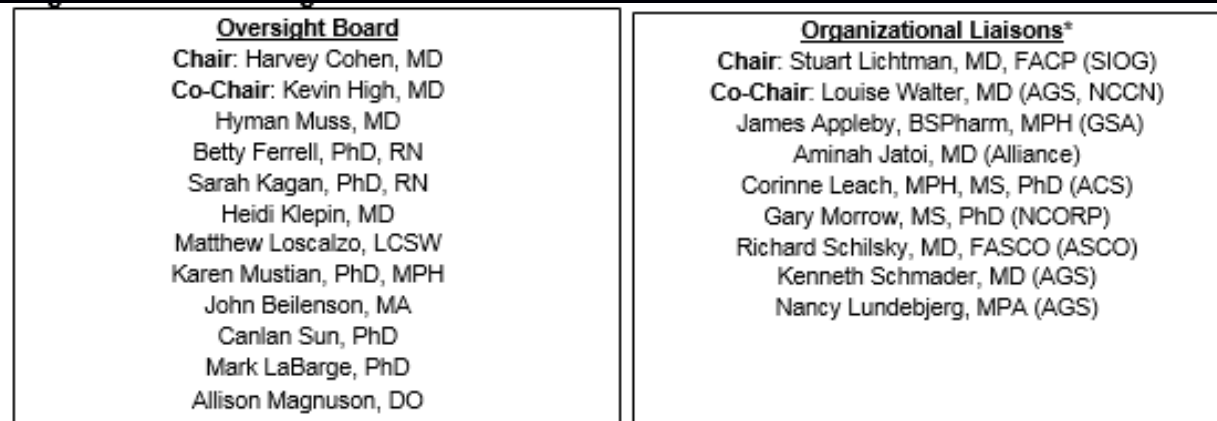 Oversight Board
Chair: Harvey Cohen, MD
Co-Chair: Kevin High, MD
Hyman Muss, MD
Betty Ferrell, PhD, RN
Sarah Kagan, PhD, RN
Heidi Klepin, MD
Matthew Loscalzo, LCSW
Karen Mustian, PhD, MPH
John Beilenson, MA
Canlan Sun, PhD
Mark LaBarge, PhD
Allison Magnuson, DO
Organizational Liaisons*
Chair: Stuart Lichtman, MD, FACP (SIOG)
Co-Chair: Louise Walter, MD (AGS, NCCN)
James Appleby, BSPharm, MPH (GSA)
Aminah Jatoi, MD (Alliance)
Corinne Leach, MPH, MS, PhD (ACS)
Gary Morrow, MS, PhD (NCORP)
Richard Schilsky, MD, FASCO (ASCO)
Kenneth Schmader, MD (AGS)
Nancy Lundebjerg, MPA (AGS)